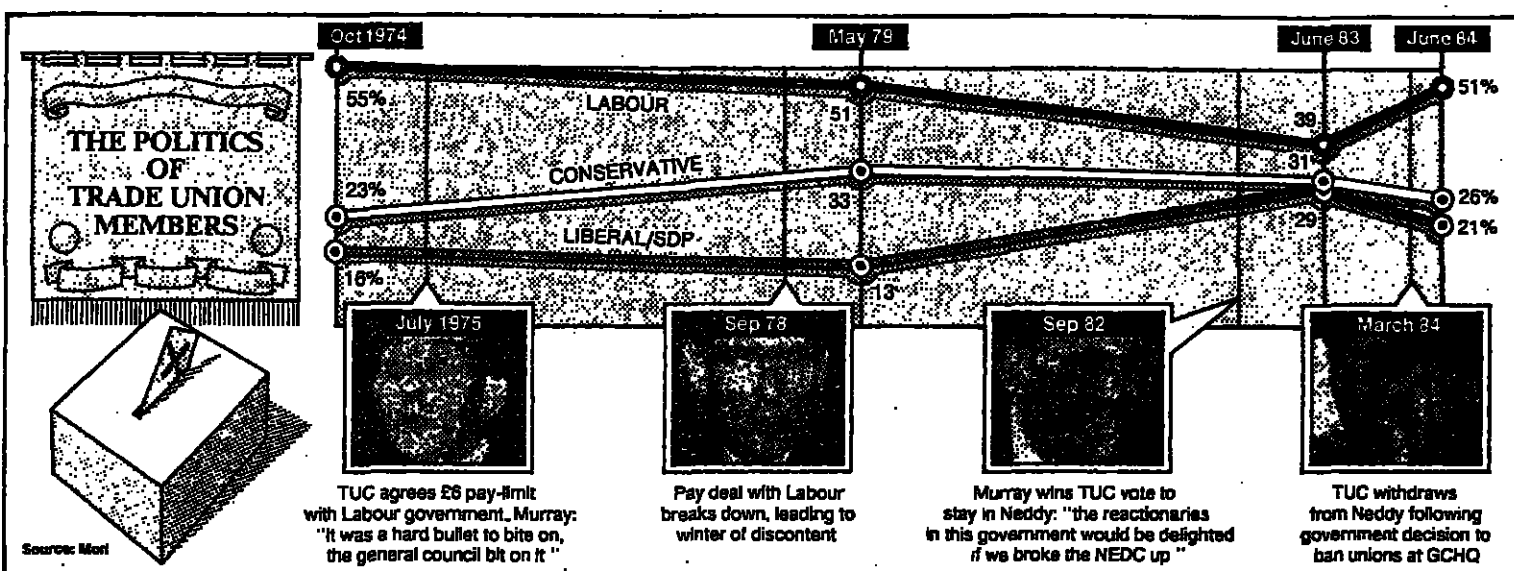 THE POLITICS
OF
TRADE UNION
MEMBERS
Oct 1974
May 79
June 83
June 84
55%
LABOUR
51
39
51%
23%
CONSERVATIVE
33
31%
26%
16%
LIBERAL/SDP
13
29
21%
July 1975
TUC agrees £6 pay-limit
with Labour government. Murray:
"It was a hard bullet to bite on,
the general council bit on it"
Sep 78
Pay deal with Labour
breaks down, leading to
winter of discontent
Sep 82
Murray wins TUC vote to
stay in Neddy: "the reactionaries
in this government would be delighted
if we broke the NEDC up"
March 84
TUC withdraws
from Neddy following
government decision to
ban unions at GCHQ
Source: Mori